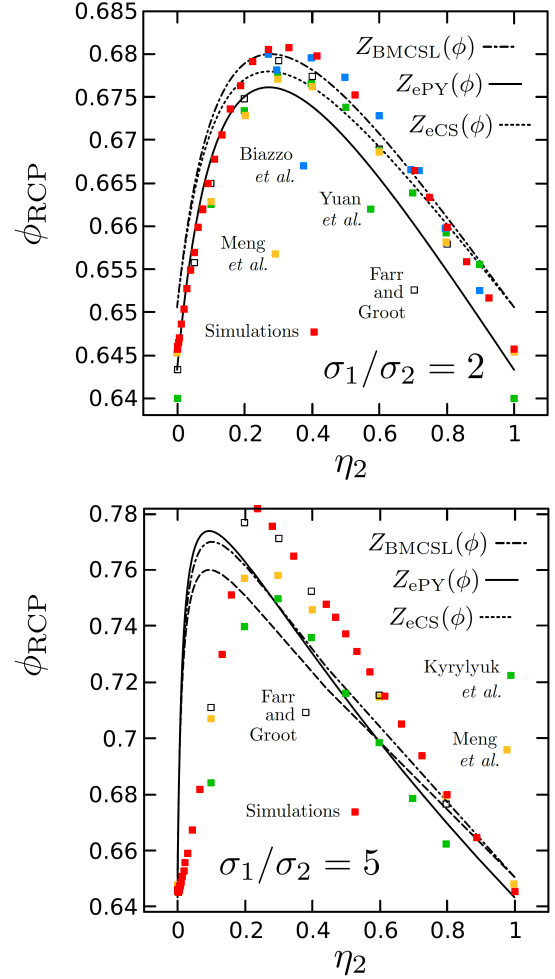 0.685
0.68
0.675
0.67
0.665
0.66
0.655
0.65
0.645
0.64
ϕRCP
ZBMCSL(ϕ)
ZePY(ϕ)
ZeCS(ϕ)
Biazzo
et al.
Yuan
et al.
Meng
et al.
Farr
and
Groot
Simulations
σ1/σ2 = 2
0 0.2 0.4 0.6 0.8 1
η2
0.78
0.76
0.74
0.72
0.7
0.68
0.66
0.64
ϕRCP
ZBMCSL(ϕ)
ZePY(ϕ)
ZeCS(ϕ)
Kyrylyuk
et al.
Farr
and
Groot
Meng
et al.
Simulations
σ1/σ2 = 5
0 0.2 0.4 0.6 0.8 1
η2